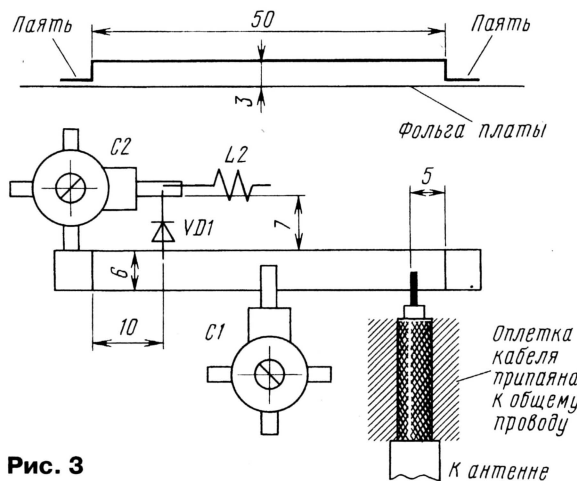 Паять
50
Паять
3
Фольга платы
C2
L2
5
VD1
7
6
10
C1
Оплетка
кабеля
припаяна
к общему
проводу
К антенне
Рис. 3